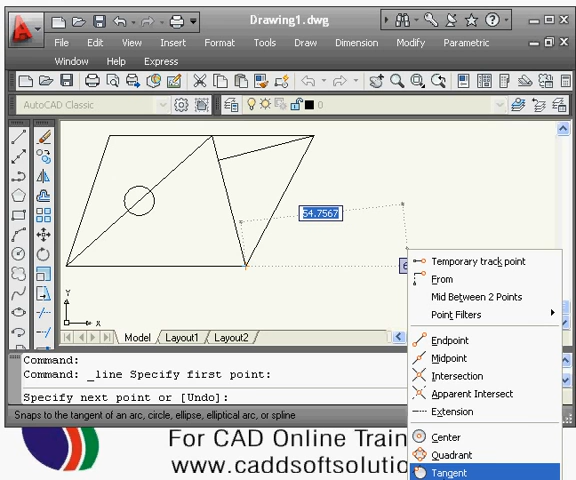 Drawing1.dwg
File Edit View Insert Format Tools Draw Dimension Modify Parametric
Window Help Express
AutoCAD Classic
0
54.7567
Temporary track point
From
Mid Between 2 Points
Point Filters
Endpoint
Midpoint
Intersection
Apparent Intersect
Extension
Center
Quadrant
Tangent
Y
X
Model Layout1 Layout2
Command:
Command: _line Specify first point:
Specify next point or [Undo]:
Snaps to the tangent of an arc, circle, ellipse, elliptical arc, or spline
For CAD Online Train
www.caddsoftsolutio